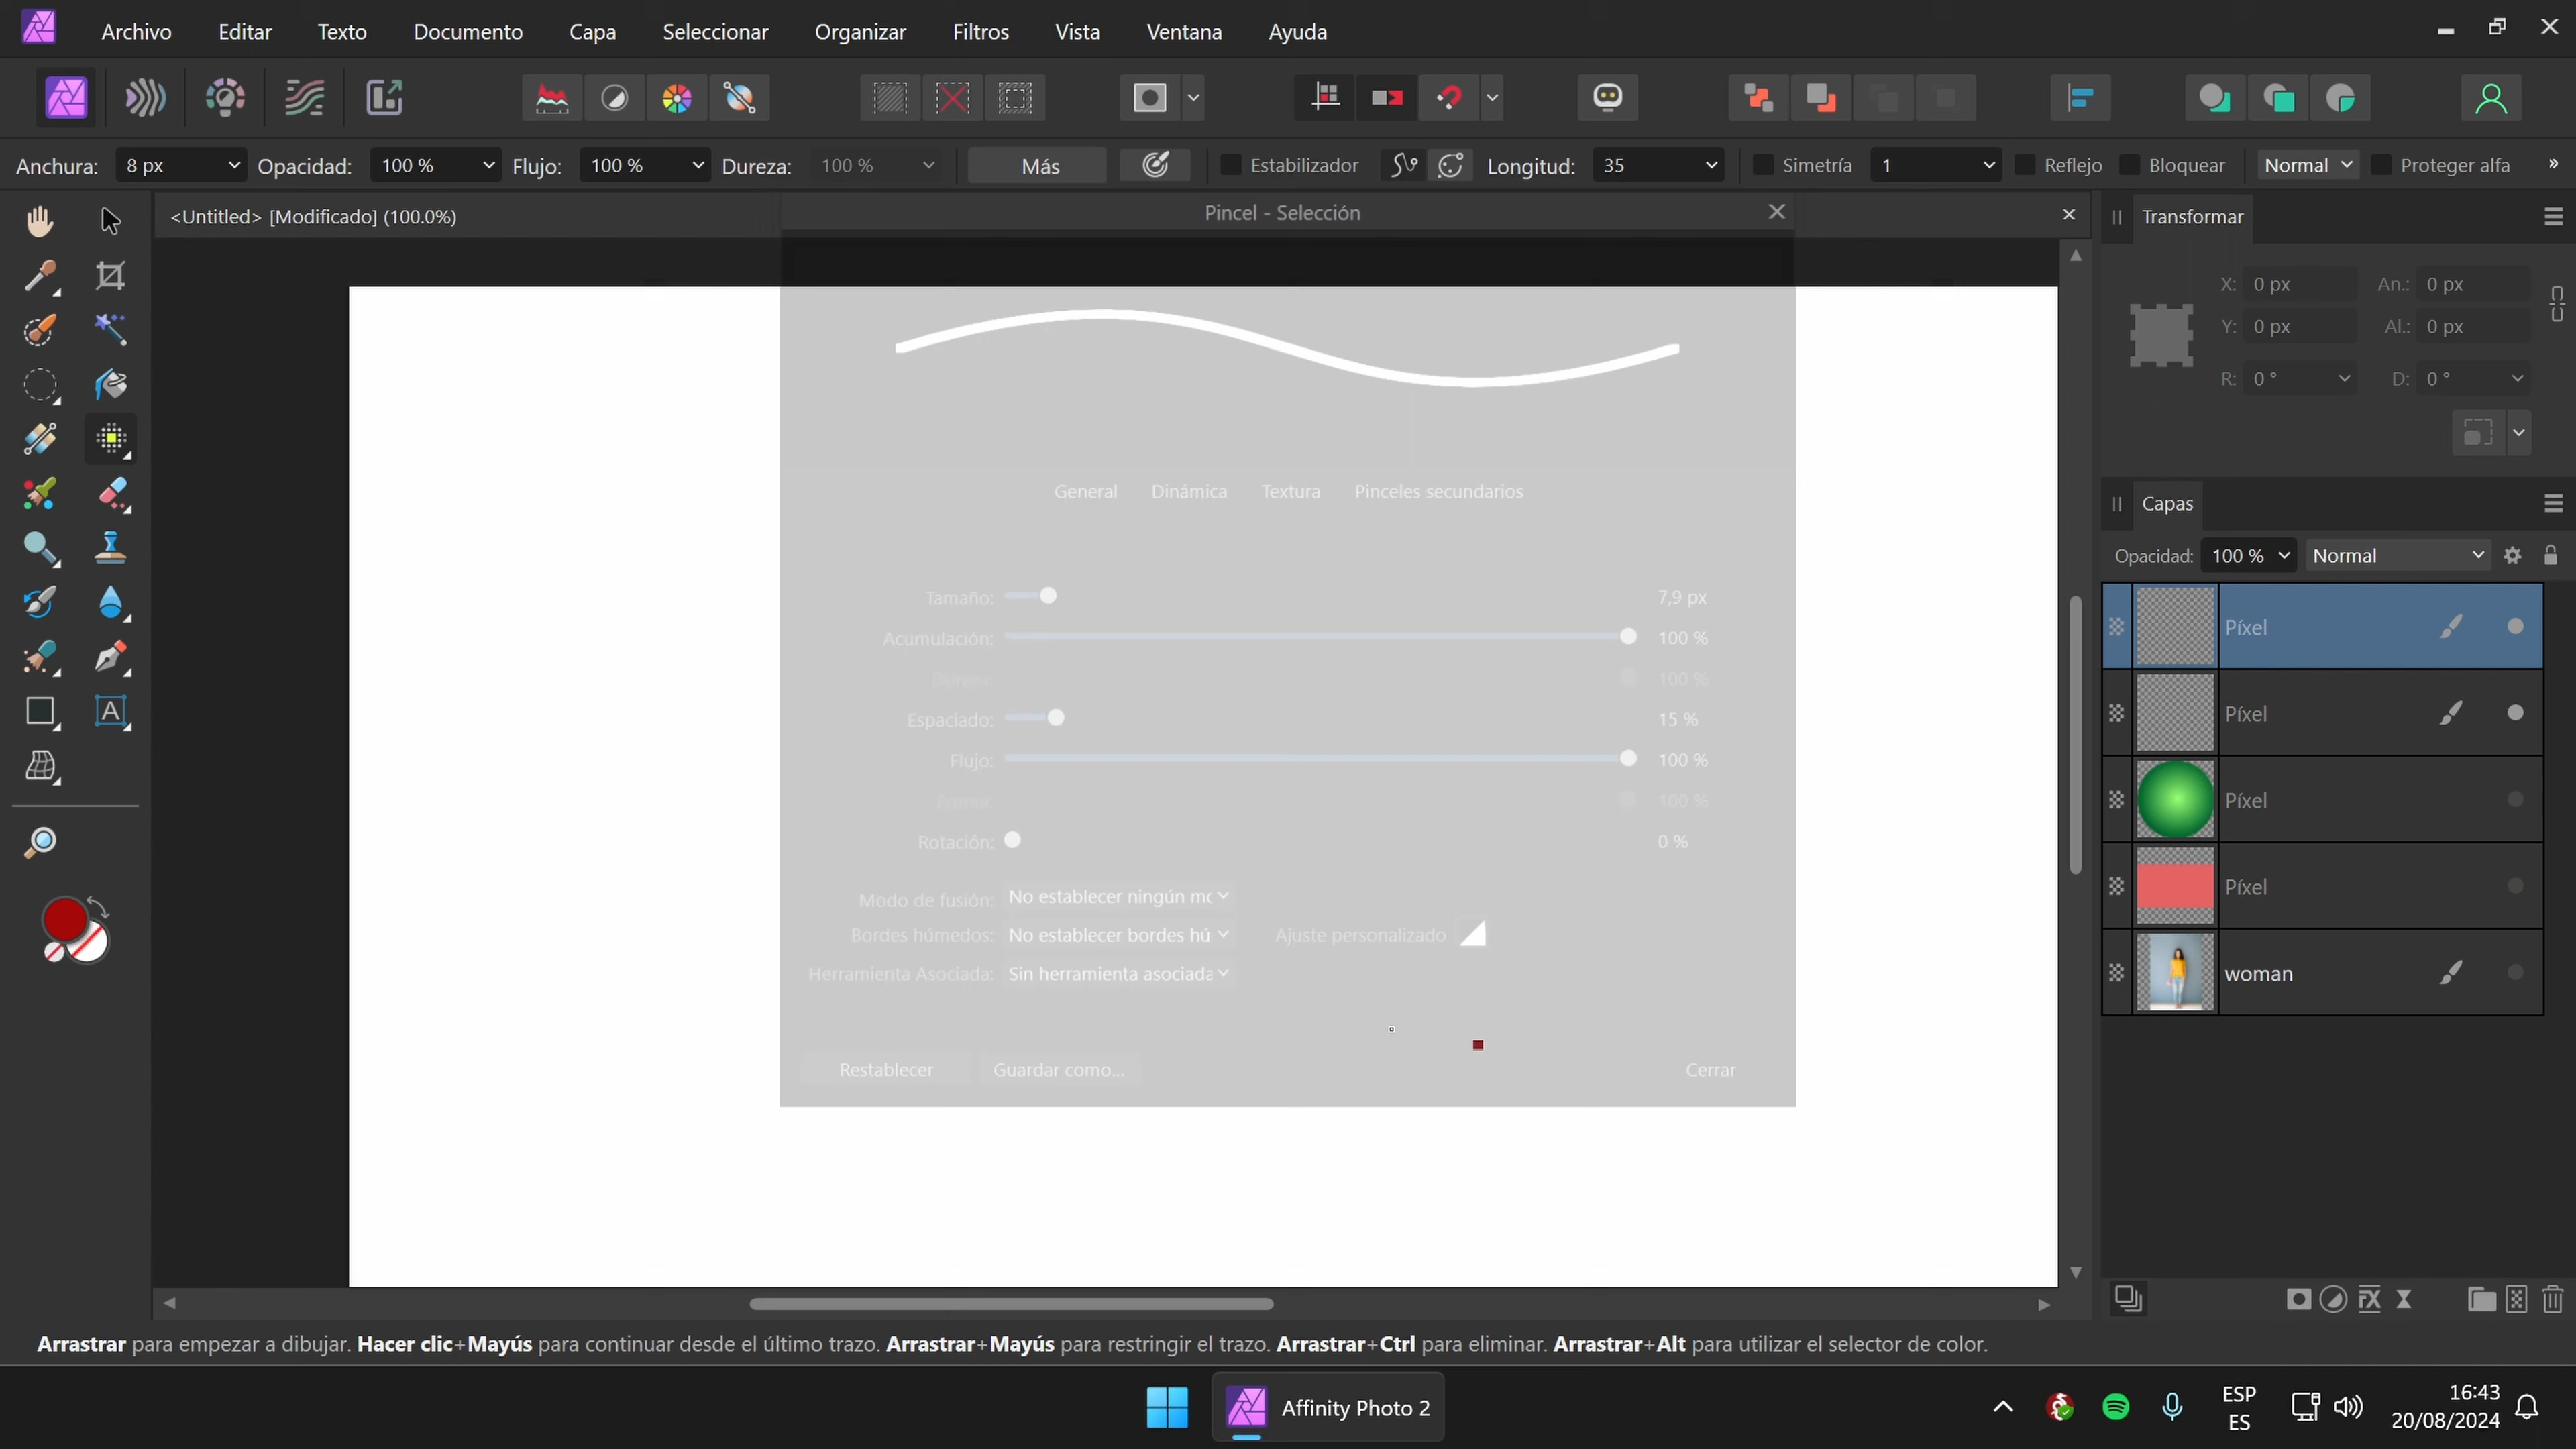 Archivo Editar Texto Documento Capa Seleccionar Organizar Filtros Vista Ventana Ayuda
Anchura: 8 px Opacidad: 100 % Flujo: 100 % Dureza: 100 % Más Estabilizador Longitud: 35 Simetría 1 Reflejo Bloquear Normal Proteger alfa »
<Untitled> [Modificado] (100.0%)
Pincel - Selección
General Dinámica Textura Pinceles secundarios
Tamaño: 7,9 px
Acumulación: 100 %
Dureza: 100 %
Espaciado: 15 %
Flujo: 100 %
Forma: 100 %
Rotación: 0 %
Modo de fusión: No establecer ningún mo
Bordes húmedos: No establecer bordes hú Ajuste personalizado
Herramienta Asociada: Sin herramienta asociada
Restablecer Guardar como... Cerrar
Transformar
X: 0 px An.: 0 px
Y: 0 px Al.: 0 px
R: 0 ° D: 0 °
Capas
Opacidad: 100 % Normal
Píxel
Píxel
Píxel
Píxel
woman
Arrastrar para empezar a dibujar. Hacer clic+Mayús para continuar desde el último trazo. Arrastrar+Mayús para restringir el trazo. Arrastrar+Ctrl para eliminar. Arrastrar+Alt para utilizar el selector de color.
Affinity Photo 2
ESP
ES
16:43
20/08/2024